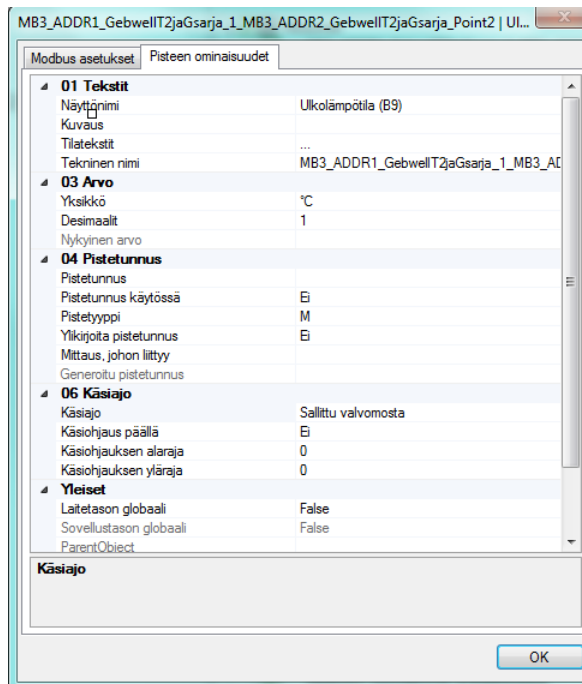 MB3_ADDR1_GebwellT2jaGsarja_1_MB3_ADDR2_GebwellT2jaGsarja_Point2 | Ul...
Modbus asetukset Pisteen ominaisuudet
01 Tekstit
Näyttönimi Ulkolämpötila (B9)
Kuvaus
Tilatekstit ...
Tekninen nimi MB3_ADDR1_GebwellT2jaGsarja_1_MB3_AD
03 Arvo
Yksikkö °C
Desimaalit 1
Nykyinen arvo
04 Pistetunnus
Pistetunnus
Pistetunnus käytössä Ei
Pistetyyppi M
Ylikirjoita pistetunnus Ei
Mittaus, johon liittyy
Generoitu pistetunnus
06 Käsiajo
Käsiajo Sallittu valvomosta
Käsiohjaus päällä Ei
Käsiohjauksen alaraja 0
Käsiohjauksen yläraja 0
Yleiset
Laitetason globaali False
Sovellustason globaali False
ParentObject
Käsiajo
OK